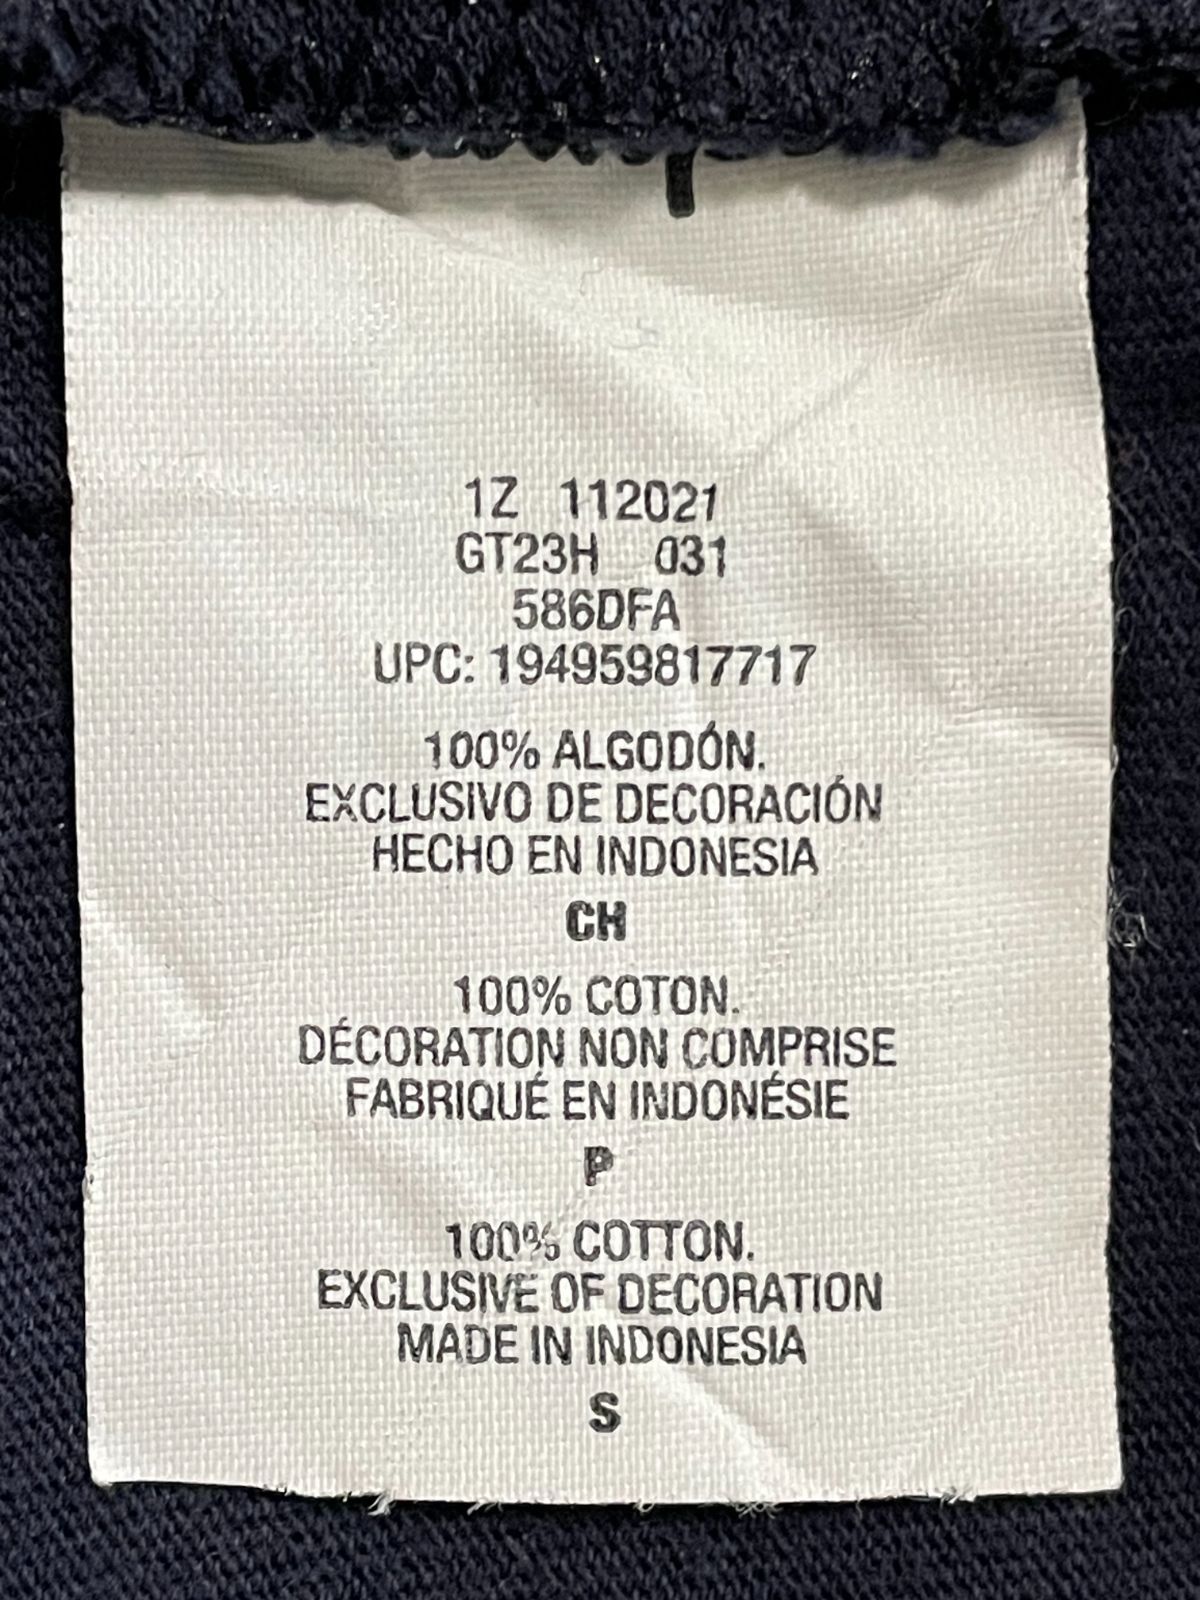 1Z 112021
GT23H 031
586DFA
UPC: 194959817717
100% ALGODÓN.
EXCLUSIVO DE DECORACIÓN
HECHO EN INDONESIA
CH
100% COTON.
DÉCORATION NON COMPRISE
FABRIQUÉ EN INDONÉSIE
P
100% COTTON.
EXCLUSIVE OF DECORATION
MADE IN INDONESIA
S